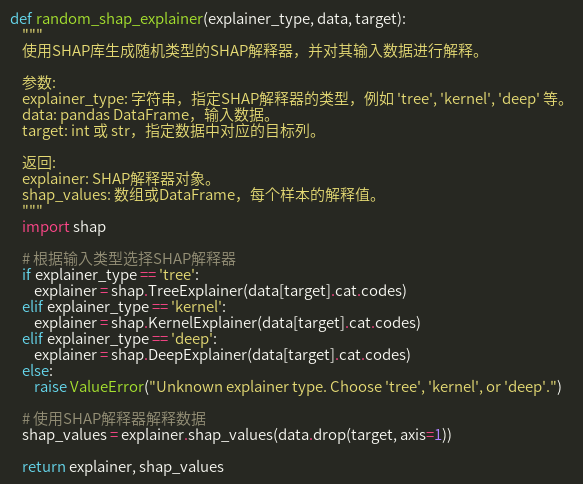 def random_shap_explainer(explainer_type, data, target):
"""
使用SHAP库生成随机类型的SHAP解释器，并对其输入数据进行解释。
参数:
explainer_type: 字符串，指定SHAP解释器的类型，例如 'tree', 'kernel', 'deep' 等。
data: pandas DataFrame，输入数据。
target: int 或 str，指定数据中对应的目标列。
返回:
explainer: SHAP解释器对象。
shap_values: 数组或DataFrame，每个样本的解释值。
"""
import shap
# 根据输入类型选择SHAP解释器
if explainer_type == 'tree':
explainer = shap.TreeExplainer(data[target].cat.codes)
elif explainer_type == 'kernel':
explainer = shap.KernelExplainer(data[target].cat.codes)
elif explainer_type == 'deep':
explainer = shap.DeepExplainer(data[target].cat.codes)
else:
raise ValueError("Unknown explainer type. Choose 'tree', 'kernel', or 'deep'.")
# 使用SHAP解释器解释数据
shap_values = explainer.shap_values(data.drop(target, axis=1))
return explainer, shap_values